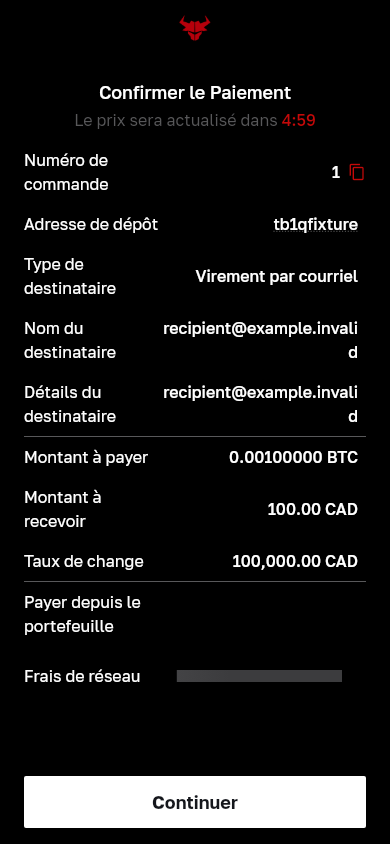 Confirmer le Paiement
Le prix sera actualisé dans 4:59
Numéro de
commande
1
Adresse de dépôt
tb1qfixture
Type de
destinataire
Virement par courriel
Nom du
destinataire
recipient@example.invali
d
Détails du
destinataire
recipient@example.invali
d
Montant à payer
0.00100000 BTC
Montant à
recevoir
100.00 CAD
Taux de change
100,000.00 CAD
Payer depuis le
portefeuille
Frais de réseau
Continuer